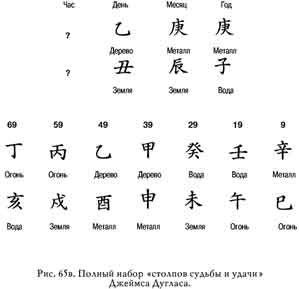 Час День Месяц Год
? 乙 庚 庚
Дерево Металл Металл
? 丑 辰 子
Земля Земля Вода
69 59 49 39 29 19 9
丁 丙 乙 甲 癸 壬 辛
Огонь Огонь Дерево Дерево Вода Вода Металл
亥 戌 酉 申 未 午 巳
Вода Земля Металл Металл Земля Огонь Огонь
Рис. 65в. Полный набор «столпов судьбы и удачи»
Джеймса Дугласа.